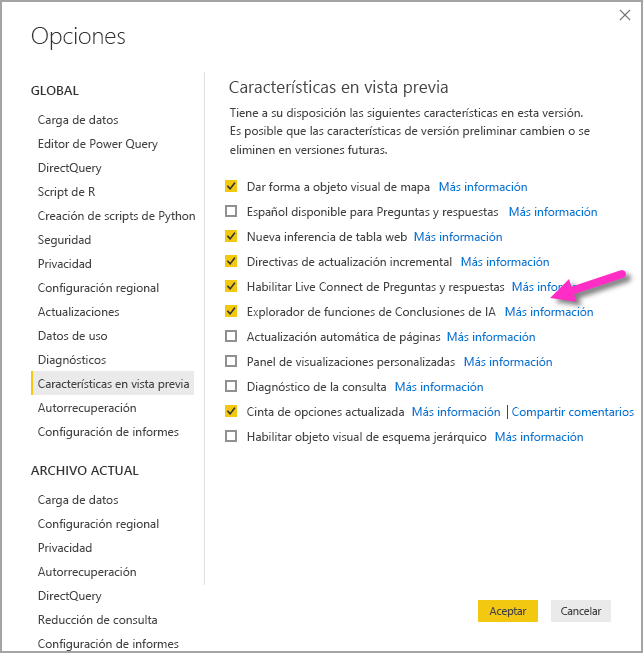 Opciones
GLOBAL
Carga de datos
Editor de Power Query
DirectQuery
Script de R
Creación de scripts de Python
Seguridad
Privacidad
Configuración regional
Actualizaciones
Datos de uso
Diagnósticos
Características en vista previa
Autorrecuperación
Configuración de informes
ARCHIVO ACTUAL
Carga de datos
Configuración regional
Privacidad
Autorrecuperación
DirectQuery
Reducción de consulta
Configuración de informes
Características en vista previa
Tiene a su disposición las siguientes características en esta versión.
Es posible que las características de versión preliminar cambien o se
eliminen en versiones futuras.
Dar forma a objeto visual de mapa Más información
Español disponible para Preguntas y respuestas Más información
Nueva inferencia de tabla web Más información
Directivas de actualización incremental Más información
Habilitar Live Connect de Preguntas y respuestas Más
Explorador de funciones de Conclusiones de IA Más información
Actualización automática de páginas Más información
Panel de visualizaciones personalizadas Más información
Diagnóstico de la consulta Más información
Cinta de opciones actualizada Más información | Compartir comentarios
Habilitar objeto visual de esquema jerárquico Más información
Aceptar Cancelar